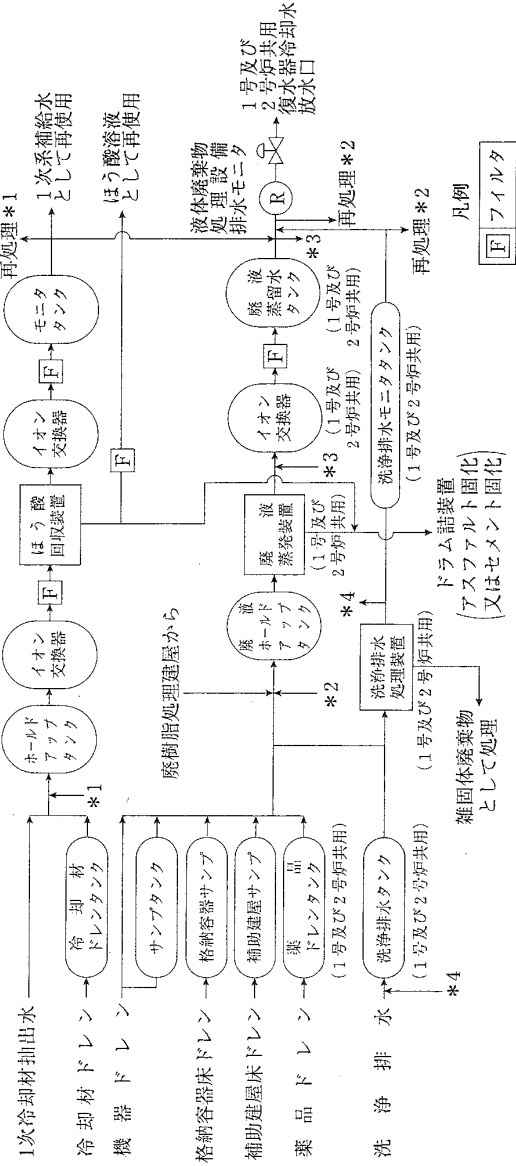 1次冷却材抽出水
冷却材ドレン
機器ドレン
格納容器床ドレン
補助建屋床ドレン
薬品ドレン
洗浄排水
*1
冷却材
ドレンタンク
サンプタンク
格納容器サンプ
補助建屋サンプ
薬品
ドレンタンク
(1号及び2号炉共用)
洗浄排水タンク
(1号及び2号炉共用)
*4
ホールド
アップ
タンク
イオン
交換器
F
ほう酸
回収装置
イオン
交換器
F
モニタ
タンク
再処理*1
1次系補給水
として再使用
F
ほう酸溶液
として再使用
廃樹脂処理建屋から
*2
廃液
ホールド
アップ
タンク
廃液
蒸発装置
(1号及び
2号炉共用)
*3
イオン
交換器
(1号及び
2号炉共用)
F
廃液
蒸留水
タンク
(1号及び
2号炉共用)
*3
液体廃棄物
処理設備
排水モニタ
R
1号及び
2号炉共用
復水器冷却水
放水口
再処理*2
洗浄排水
処理装置
(1号及び2号炉共用)
*4
雑固体廃棄物
として処理
ドラム詰装置
(アスファルト固化
又はセメント固化)
洗浄排水モニタタンク
(1号及び2号炉共用)
再処理*2
凡例
F フィルタ